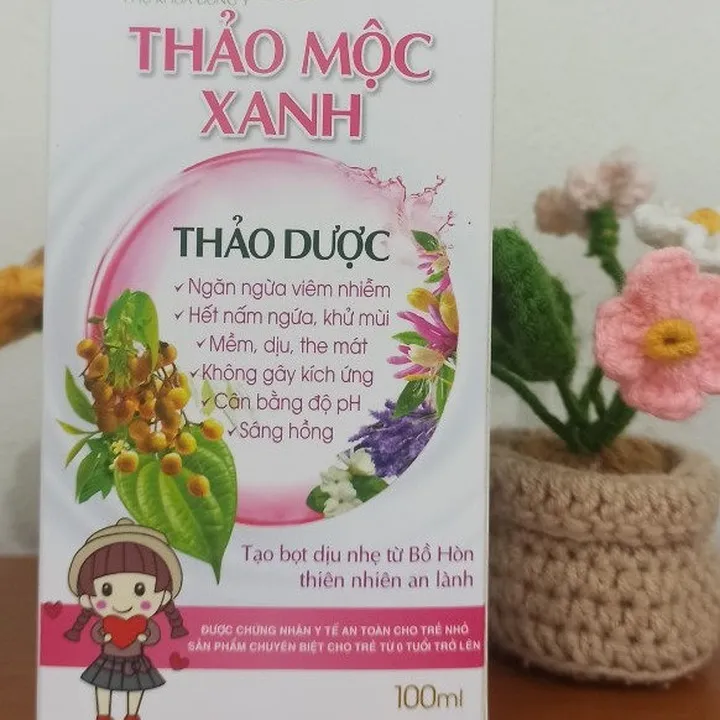 PHỤ KHOA ĐÔNG Y
THẢO MỘC
XANH
THẢO DƯỢC
✓Ngăn ngừa viêm nhiễm
✓Hết nấm ngứa, khử mùi
✓Mềm, dịu, the mát
✓Không gây kích ứng
✓Cân bằng độ pH
✓Sáng hồng
Tạo bọt dịu nhẹ từ Bồ Hòn
thiên nhiên an lành
ĐƯỢC CHỨNG NHẬN Y TẾ AN TOÀN CHO TRẺ NHỎ
SẢN PHẨM CHUYÊN BIỆT CHO TRẺ TỪ 0 TUỔI TRỞ LÊN
100ml